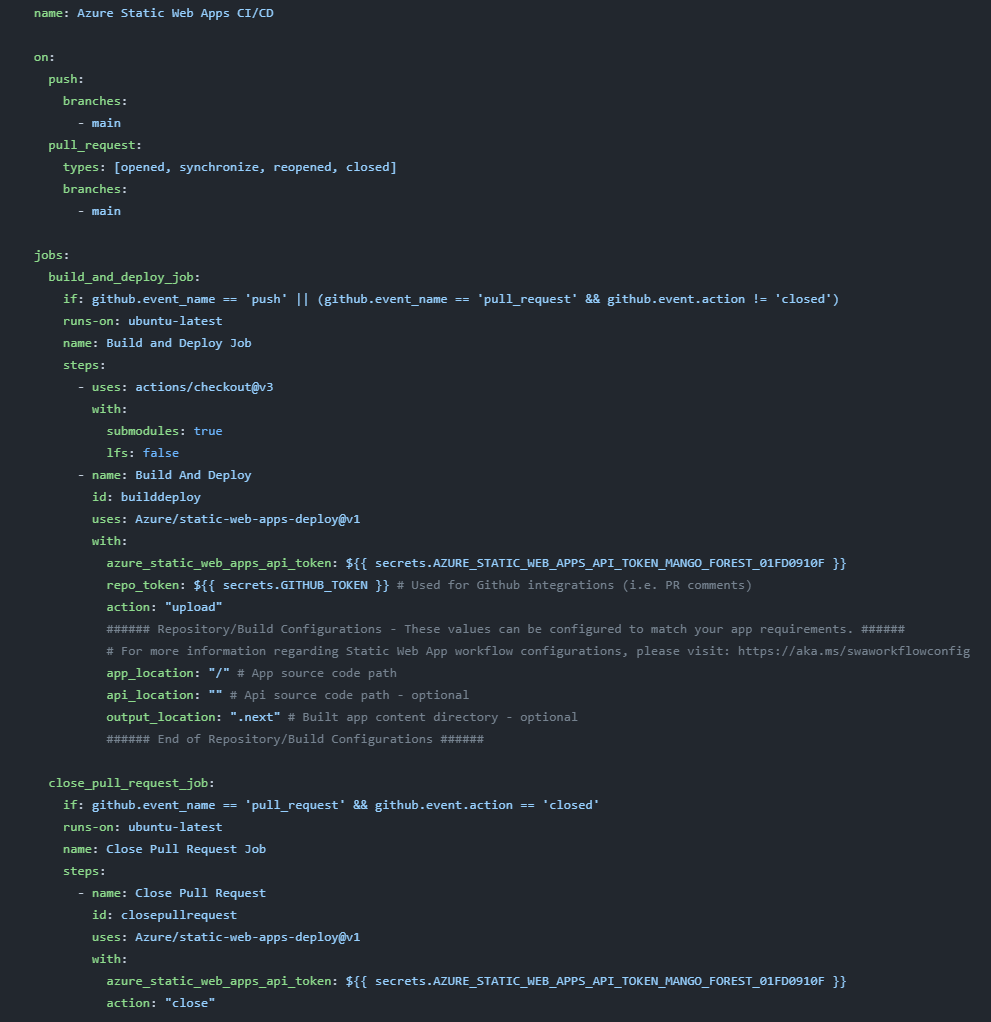 name: Azure Static Web Apps CI/CD

on:
  push:
    branches:
      - main
  pull_request:
    types: [opened, synchronize, reopened, closed]
    branches:
      - main

jobs:
  build_and_deploy_job:
    if: github.event_name == 'push' || (github.event_name == 'pull_request' && github.event.action != 'closed')
    runs-on: ubuntu-latest
    name: Build and Deploy Job
    steps:
      - uses: actions/checkout@v3
        with:
          submodules: true
          lfs: false
      - name: Build And Deploy
        id: builddeploy
        uses: Azure/static-web-apps-deploy@v1
        with:
          azure_static_web_apps_api_token: ${{ secrets.AZURE_STATIC_WEB_APPS_API_TOKEN_MANGO_FOREST_01FD0910F }}
          repo_token: ${{ secrets.GITHUB_TOKEN }} # Used for Github integrations (i.e. PR comments)
          action: "upload"
          ###### Repository/Build Configurations - These values can be configured to match your app requirements. ######
          # For more information regarding Static Web App workflow configurations, please visit: https://aka.ms/swaworkflowconfig
          app_location: "/" # App source code path
          api_location: "" # Api source code path - optional
          output_location: ".next" # Built app content directory - optional
          ###### End of Repository/Build Configurations ######

  close_pull_request_job:
    if: github.event_name == 'pull_request' && github.event.action == 'closed'
    runs-on: ubuntu-latest
    name: Close Pull Request Job
    steps:
      - name: Close Pull Request
        id: closepullrequest
        uses: Azure/static-web-apps-deploy@v1
        with:
          azure_static_web_apps_api_token: ${{ secrets.AZURE_STATIC_WEB_APPS_API_TOKEN_MANGO_FOREST_01FD0910F }}
          action: "close"